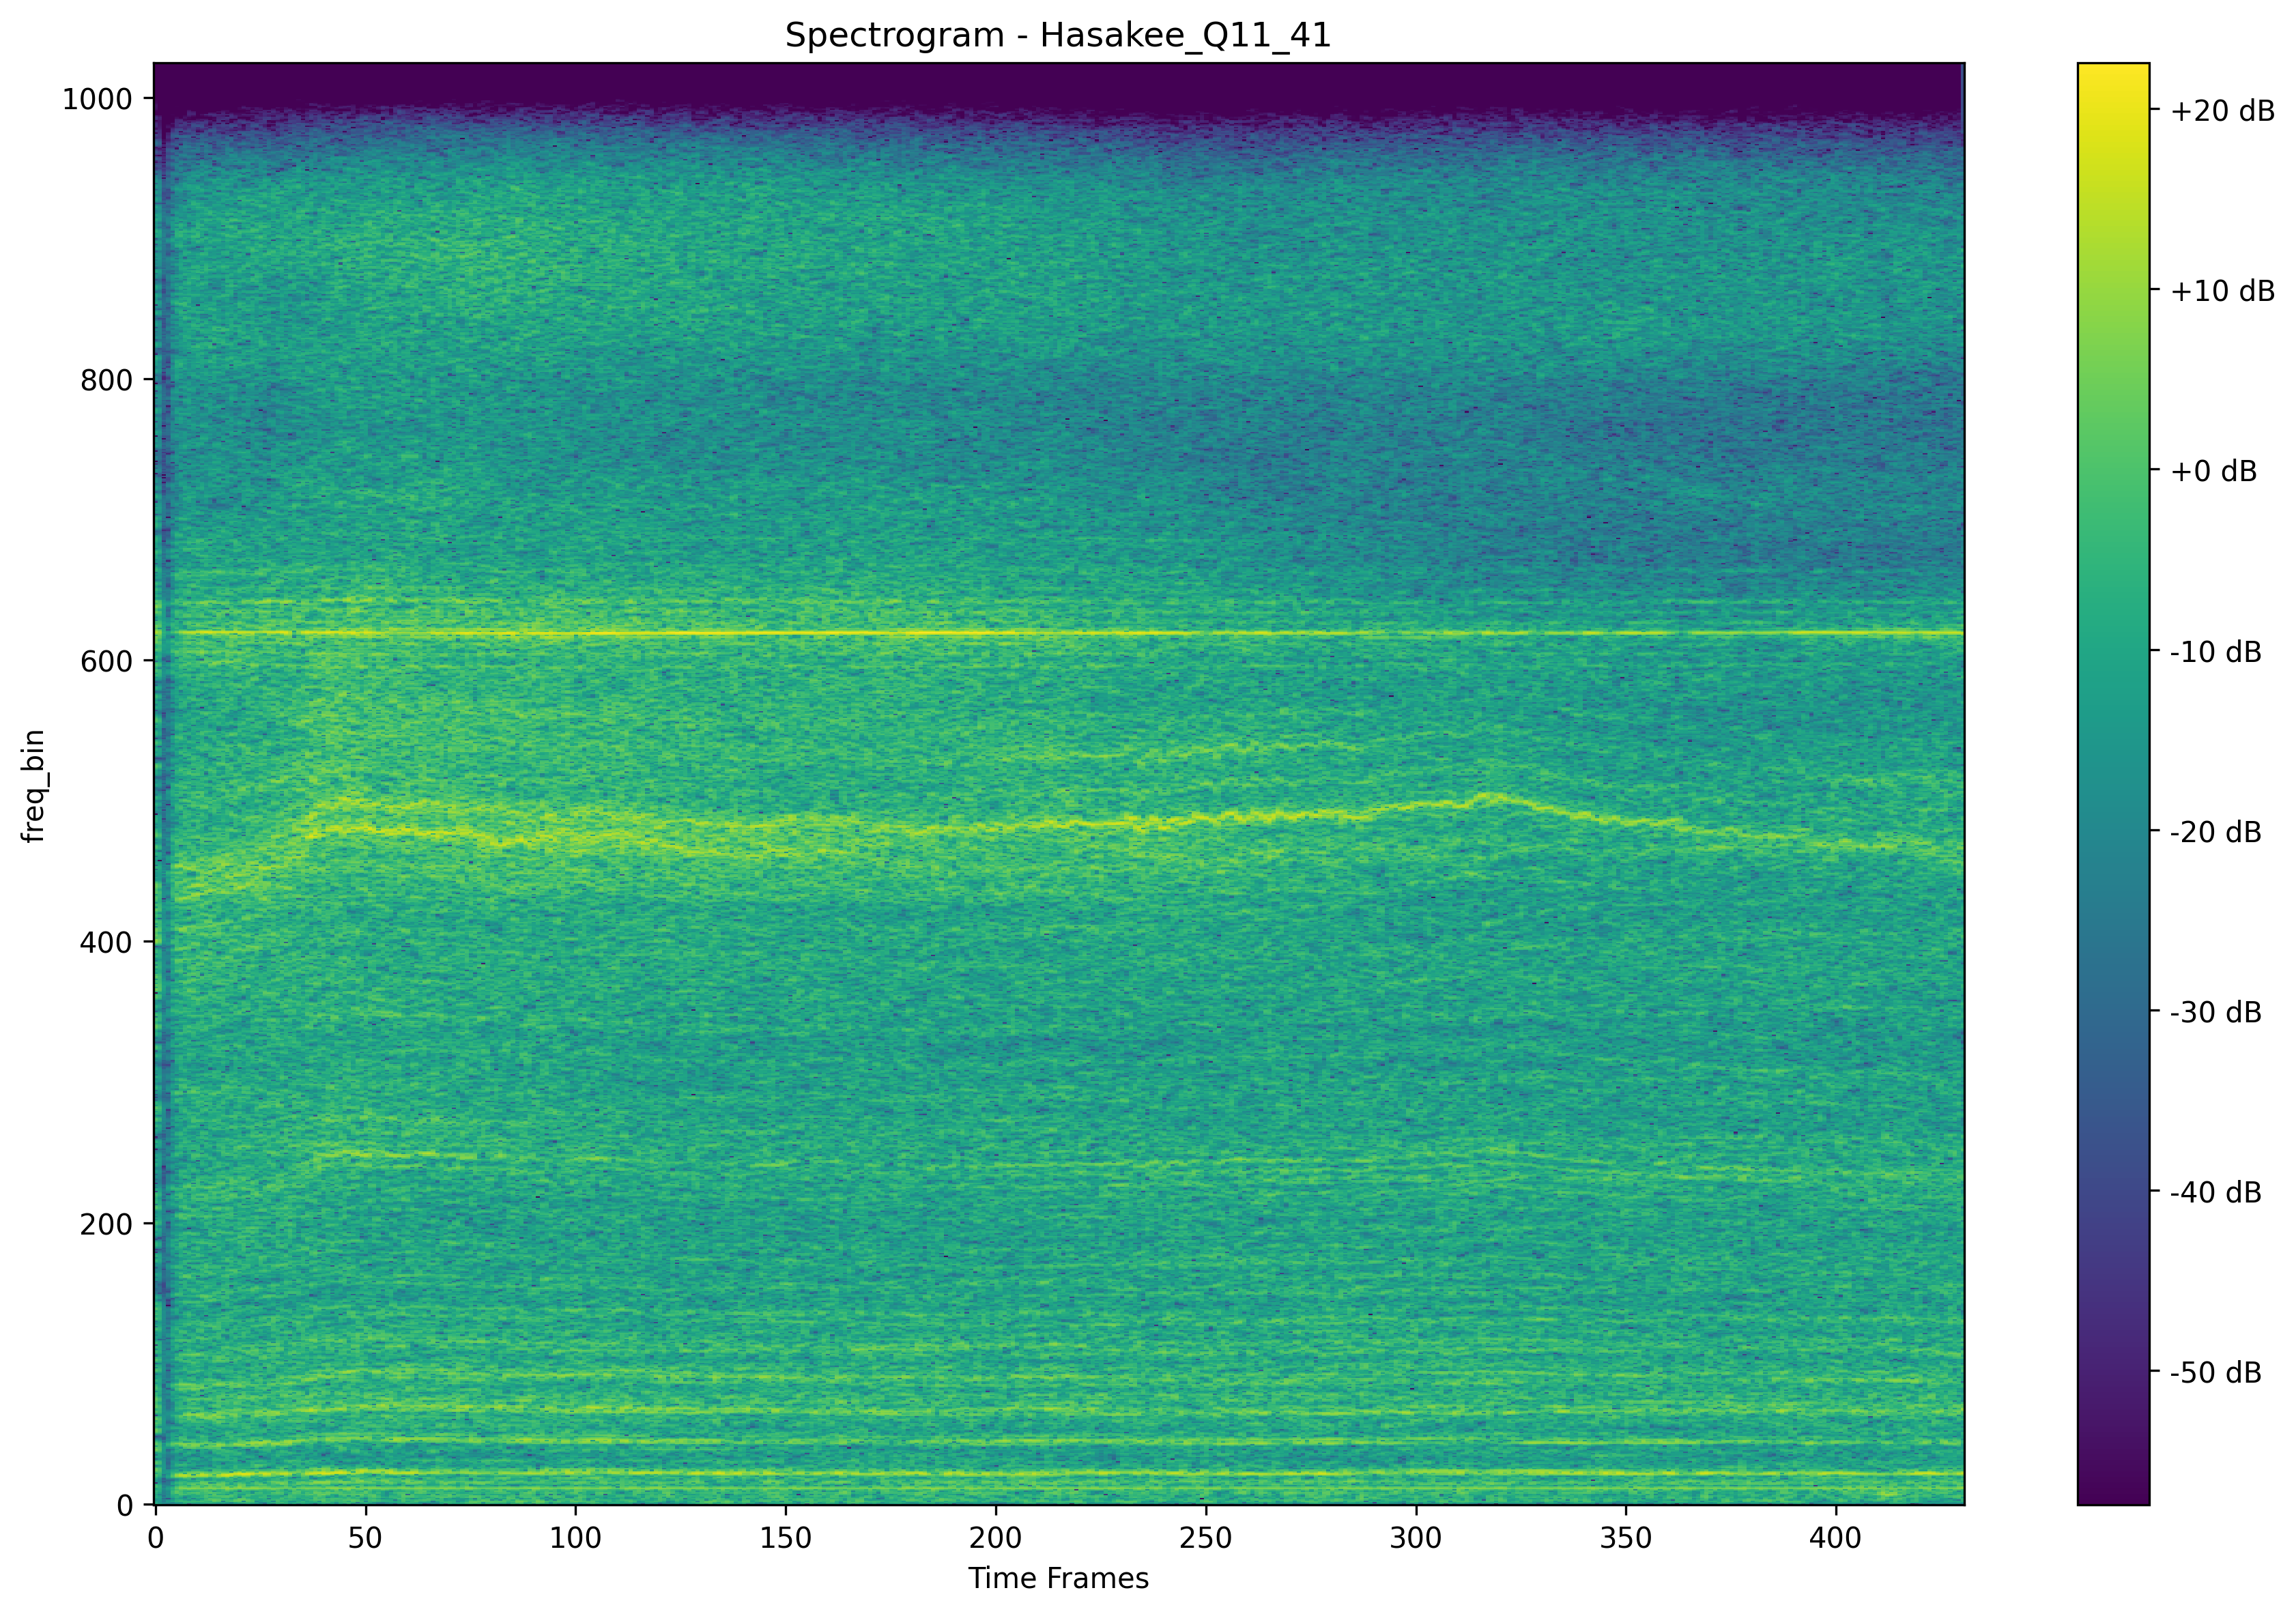 Spectrogram - Hasakee_Q11_41
1000
800
600
400
200
0
freq_bin
0 50 100 150 200 250 300 350 400
Time Frames
+20 dB
+10 dB
+0 dB
-10 dB
-20 dB
-30 dB
-40 dB
-50 dB